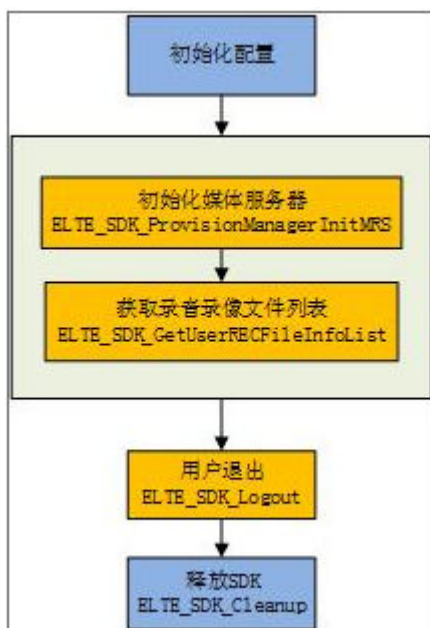 初始化配置
初始化媒体服务器
ELTE_SDK_ProvisionManagerInitMRS
获取录音录像文件列表
ELTE_SDK_GetUserRECFileInfoList
用户退出
ELTE_SDK_Logout
释放SDK
ELTE_SDK_Cleanup